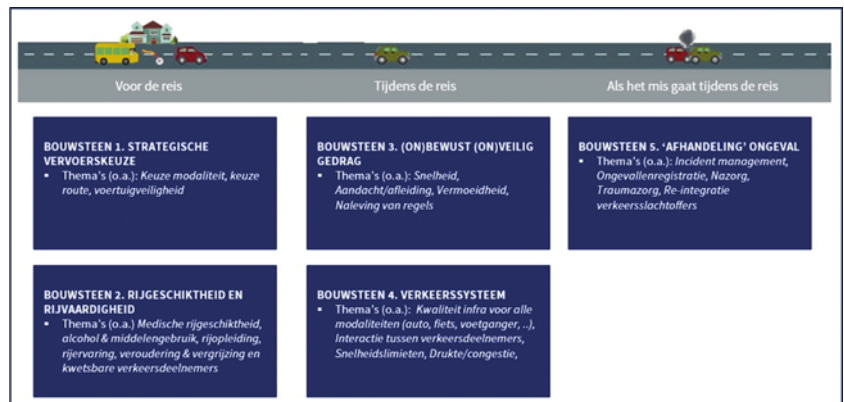 Voor de reis
Tijdens de reis
Als het mis gaat tijdens de reis
BOUWSTEEN 1. STRATEGISCHE
VERVOERSKEUZE
▪ Thema's (o.a.): Keuze modaliteit, keuze
route, voertuigveiligheid
BOUWSTEEN 3. (ON)BEWUST (ON)VEILIG
GEDRAG
▪ Thema's (o.a.): Snelheid,
Aandacht/afleiding, Vermoeidheid,
Naleving van regels
BOUWSTEEN 5. ‘AFHANDELING’ ONGEVAL
▪ Thema's (o.a.): Incident management,
Ongevallenregistratie, Nazorg,
Traumazorg, Re-integratie
verkeersslachtoffers
BOUWSTEEN 2. RIJGESCHIKTHEID EN
RIJVAARDIGHEID
▪ Thema's (o.a.) Medische rijgeschiktheid,
alcohol & middelengebruik, rijopleiding,
rijervaring, veroudering & vergrijzing en
kwetsbare verkeersdeelnemers
BOUWSTEEN 4. VERKEERSSYSTEEM
▪ Thema's (o.a.): Kwaliteit infra voor alle
modaliteiten (auto, fiets, voetganger, ..),
Interactie tussen verkeersdeelnemers,
Snelheidslimieten, Drukte/congestie,